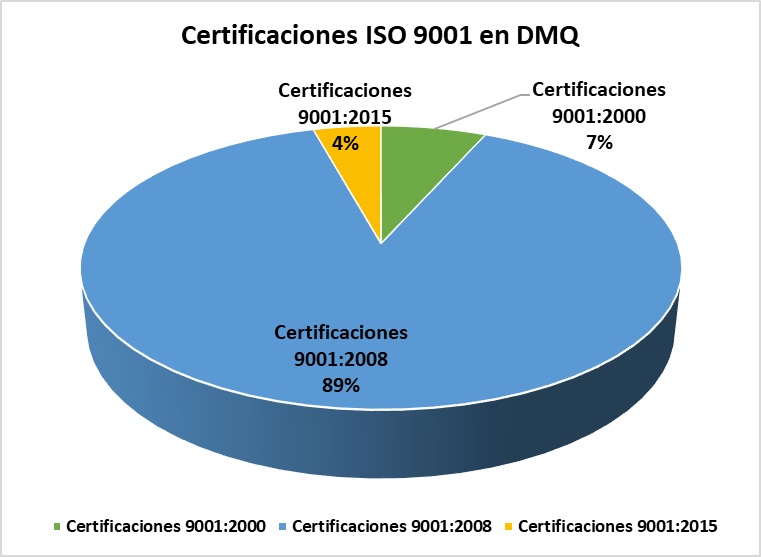 Certificaciones ISO 9001 en DMQ
Certificaciones
9001:2015
4%
Certificaciones
9001:2000
7%
Certificaciones
9001:2008
89%
Certificaciones 9001:2000
Certificaciones 9001:2008
Certificaciones 9001:2015